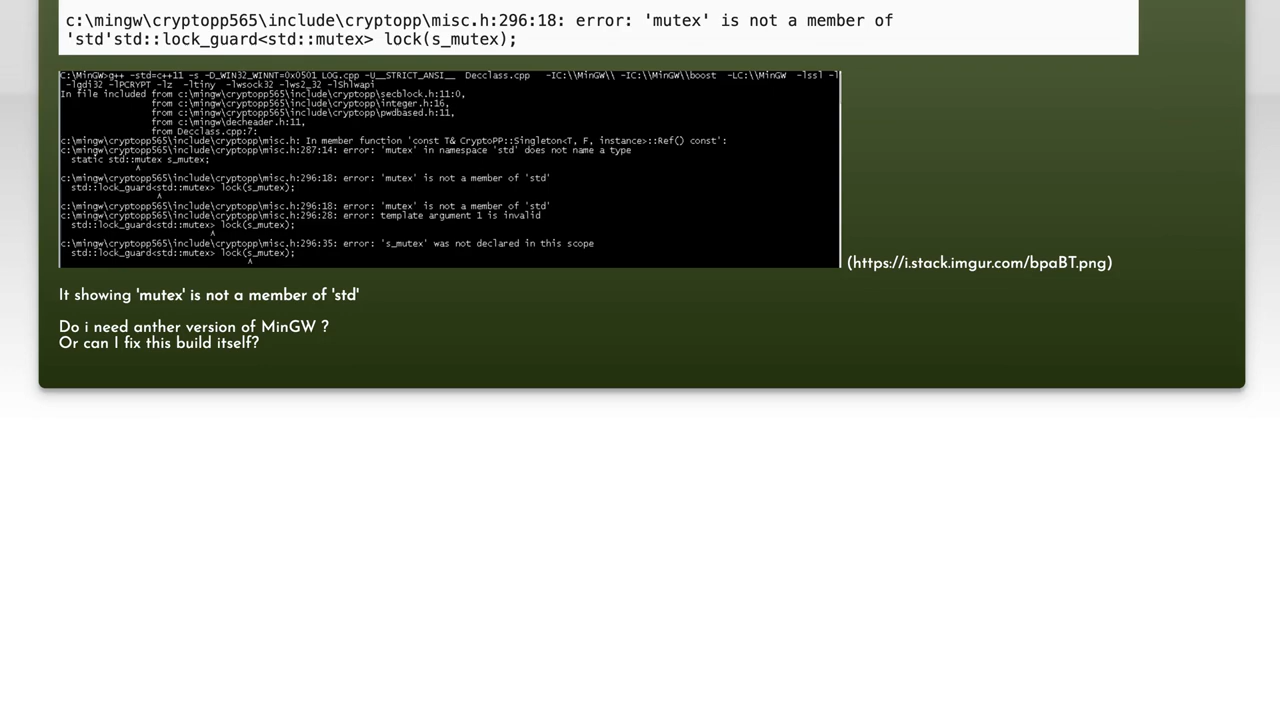 c:\mingw\cryptopp565\include\cryptopp\misc.h:296:18: error: 'mutex' is not a member of
'std'std::lock_guard<std::mutex> lock(s_mutex);
C:\MinGW>g++ -std=c++11 -s -D_WIN32_WINNT=0x0501 LOG.cpp -U__STRICT_ANSI__  Decclass.cpp  -IC:\\MinGW\\ -IC:\\MinGW\\boost  -LC:\\MinGW  -lssl -l
-lgdi32 -lPCRYPT -lz  -ltiny  -lwsock32 -lws2_32 -lShlwapi
In file included from c:\mingw\cryptopp565\include\cryptopp\secblock.h:11:0,
from c:\mingw\cryptopp565\include\cryptopp\integer.h:16,
from c:\mingw\cryptopp565\include\cryptopp\pwdbased.h:11,
from c:\mingw\decheader.h:11,
from Decclass.cpp:7:
c:\mingw\cryptopp565\include\cryptopp\misc.h: In member function 'const T& CryptoPP::Singleton<T, F, instance>::Ref() const':
c:\mingw\cryptopp565\include\cryptopp\misc.h:287:14: error: 'mutex' in namespace 'std' does not name a type
static std::mutex s_mutex;
^
c:\mingw\cryptopp565\include\cryptopp\misc.h:296:18: error: 'mutex' is not a member of 'std'
std::lock_guard<std::mutex> lock(s_mutex);
^
c:\mingw\cryptopp565\include\cryptopp\misc.h:296:18: error: 'mutex' is not a member of 'std'
c:\mingw\cryptopp565\include\cryptopp\misc.h:296:28: error: template argument 1 is invalid
std::lock_guard<std::mutex> lock(s_mutex);
^
c:\mingw\cryptopp565\include\cryptopp\misc.h:296:35: error: 's_mutex' was not declared in this scope
std::lock_guard<std::mutex> lock(s_mutex);
^
(https://i.stack.imgur.com/bpaBT.png)
It showing 'mutex' is not a member of 'std'
Do i need anther version of MinGW ?
Or can I fix this build itself?